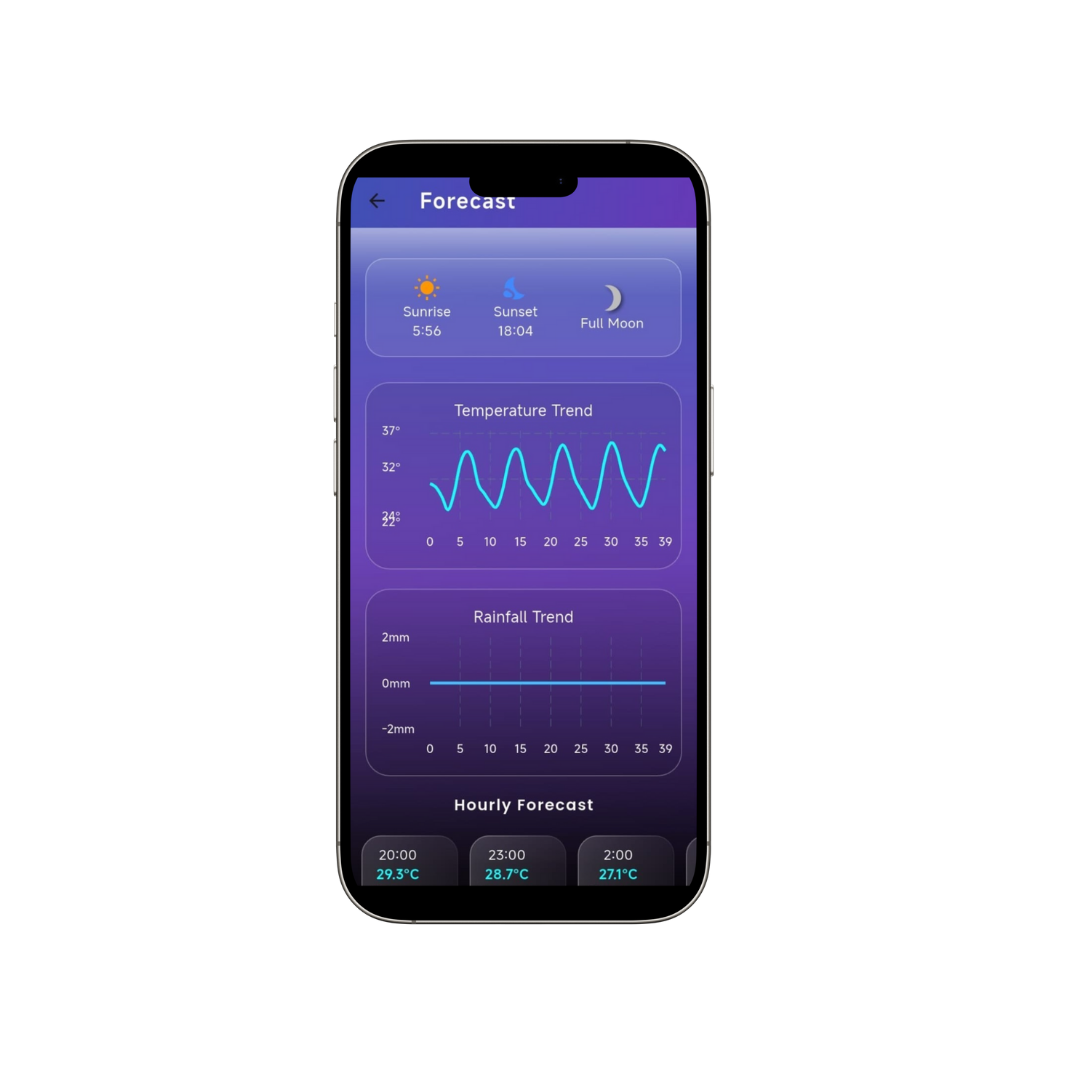 Forecast
Sunrise
5:56
Sunset
18:04
Full Moon
Temperature Trend
37°
32°
24°
22°
0 5 10 15 20 25 30 35 39
Rainfall Trend
2mm
0mm
-2mm
0 5 10 15 20 25 30 35 39
Hourly Forecast
20:00
29.3°C
23:00
28.7°C
2:00
27.1°C